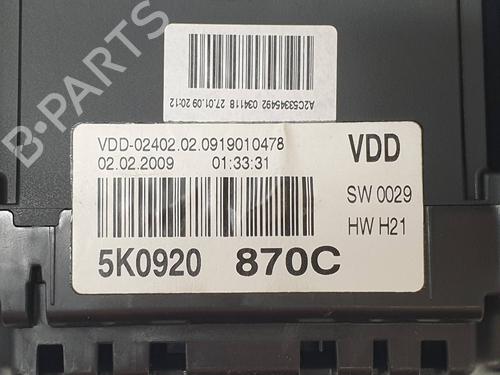 A2C53345492 034118 27.01.09 20:12
VDD-02402.02.0919010478
02.02.2009 01:33:31
VDD
SW 0029
HW H21
5K0920 870C
B-Parts